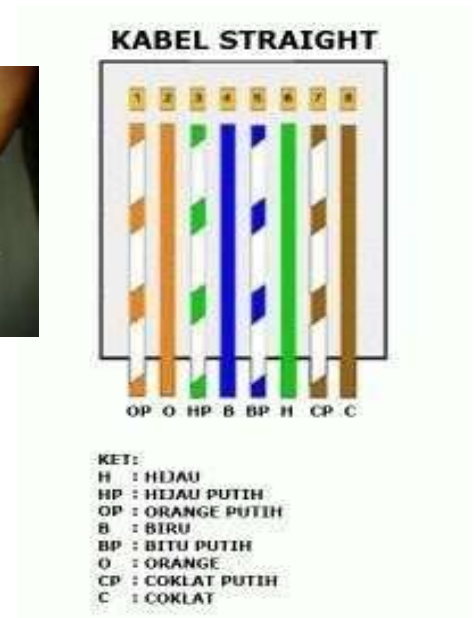 KABEL STRAIGHT
1 2 3 4 5 6 7 8
OP O HP B BP H CP C
KET:
H : HIJAU
HP : HIJAU PUTIH
OP : ORANGE PUTIH
B : BIRU
BP : BITU PUTIH
O : ORANGE
CP : COKLAT PUTIH
C : COKLAT